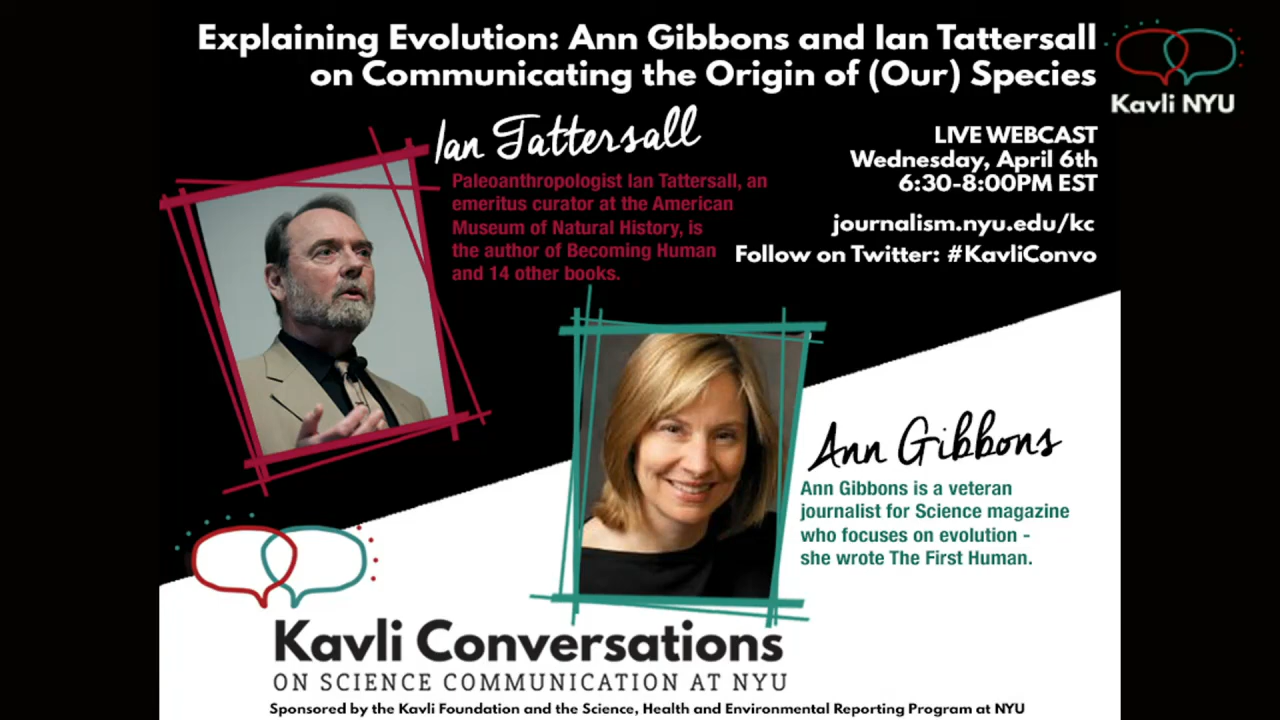 Explaining Evolution: Ann Gibbons and Ian Tattersall
on Communicating the Origin of (Our) Species
Kavli NYU
Ian Tattersall
Paleoanthropologist Ian Tattersall, an
emeritus curator at the American
Museum of Natural History, is
the author of Becoming Human
and 14 other books.
LIVE WEBCAST
Wednesday, April 6th
6:30-8:00PM EST
journalism.nyu.edu/kc
Follow on Twitter: #KavliConvo
Ann Gibbons
Ann Gibbons is a veteran
journalist for Science magazine
who focuses on evolution -
she wrote The First Human.
Kavli Conversations
ON SCIENCE COMMUNICATION AT NYU
Sponsored by the Kavli Foundation and the Science, Health and Environmental Reporting Program at NYU